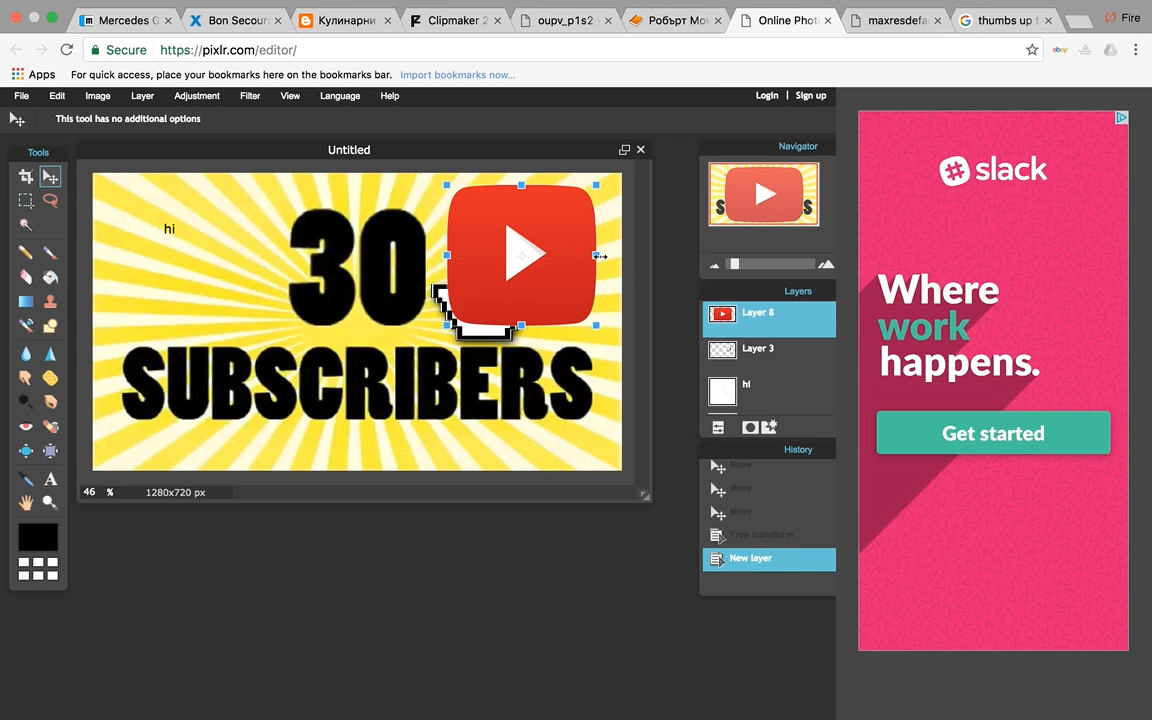 Mercedes G
Bon Secour
Кулинарни
Clipmaker 2
oupv_p1s2
Робърт Мо
Online Phot
maxresdefa
thumbs up t
Fire
Secure https://pixlr.com/editor/
ebay
Apps For quick access, place your bookmarks here on the bookmarks bar. Import bookmarks now...
File Edit Image Layer Adjustment Filter View Language Help Login | Sign up
This tool has no additional options
Tools
Untitled
hi
30
SUBSCRIBERS
46 % 1280x720 px
Navigator
Layers
Layer 8
Layer 3
hi
History
Move
Move
Move
Free transform
New layer
slack
Where
work
happens.
Get started